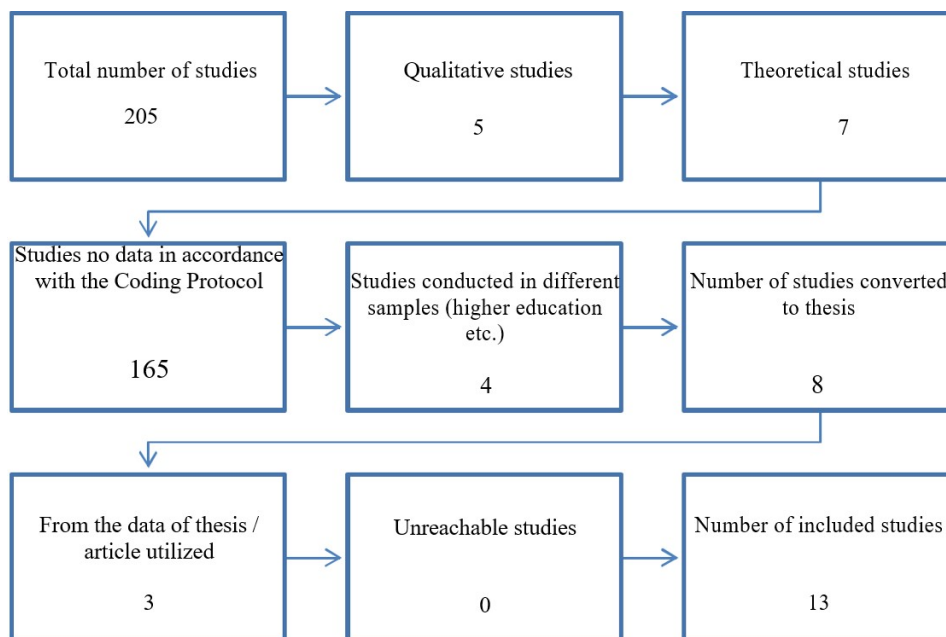 Total number of studies
205
Qualitative studies
5
Theoretical studies
7
Studies no data in accordance
with the Coding Protocol
165
Studies conducted in different
samples (higher education
etc.)
4
Number of studies converted
to thesis
8
From the data of thesis /
article utilized
3
Unreachable studies
0
Number of included studies
13